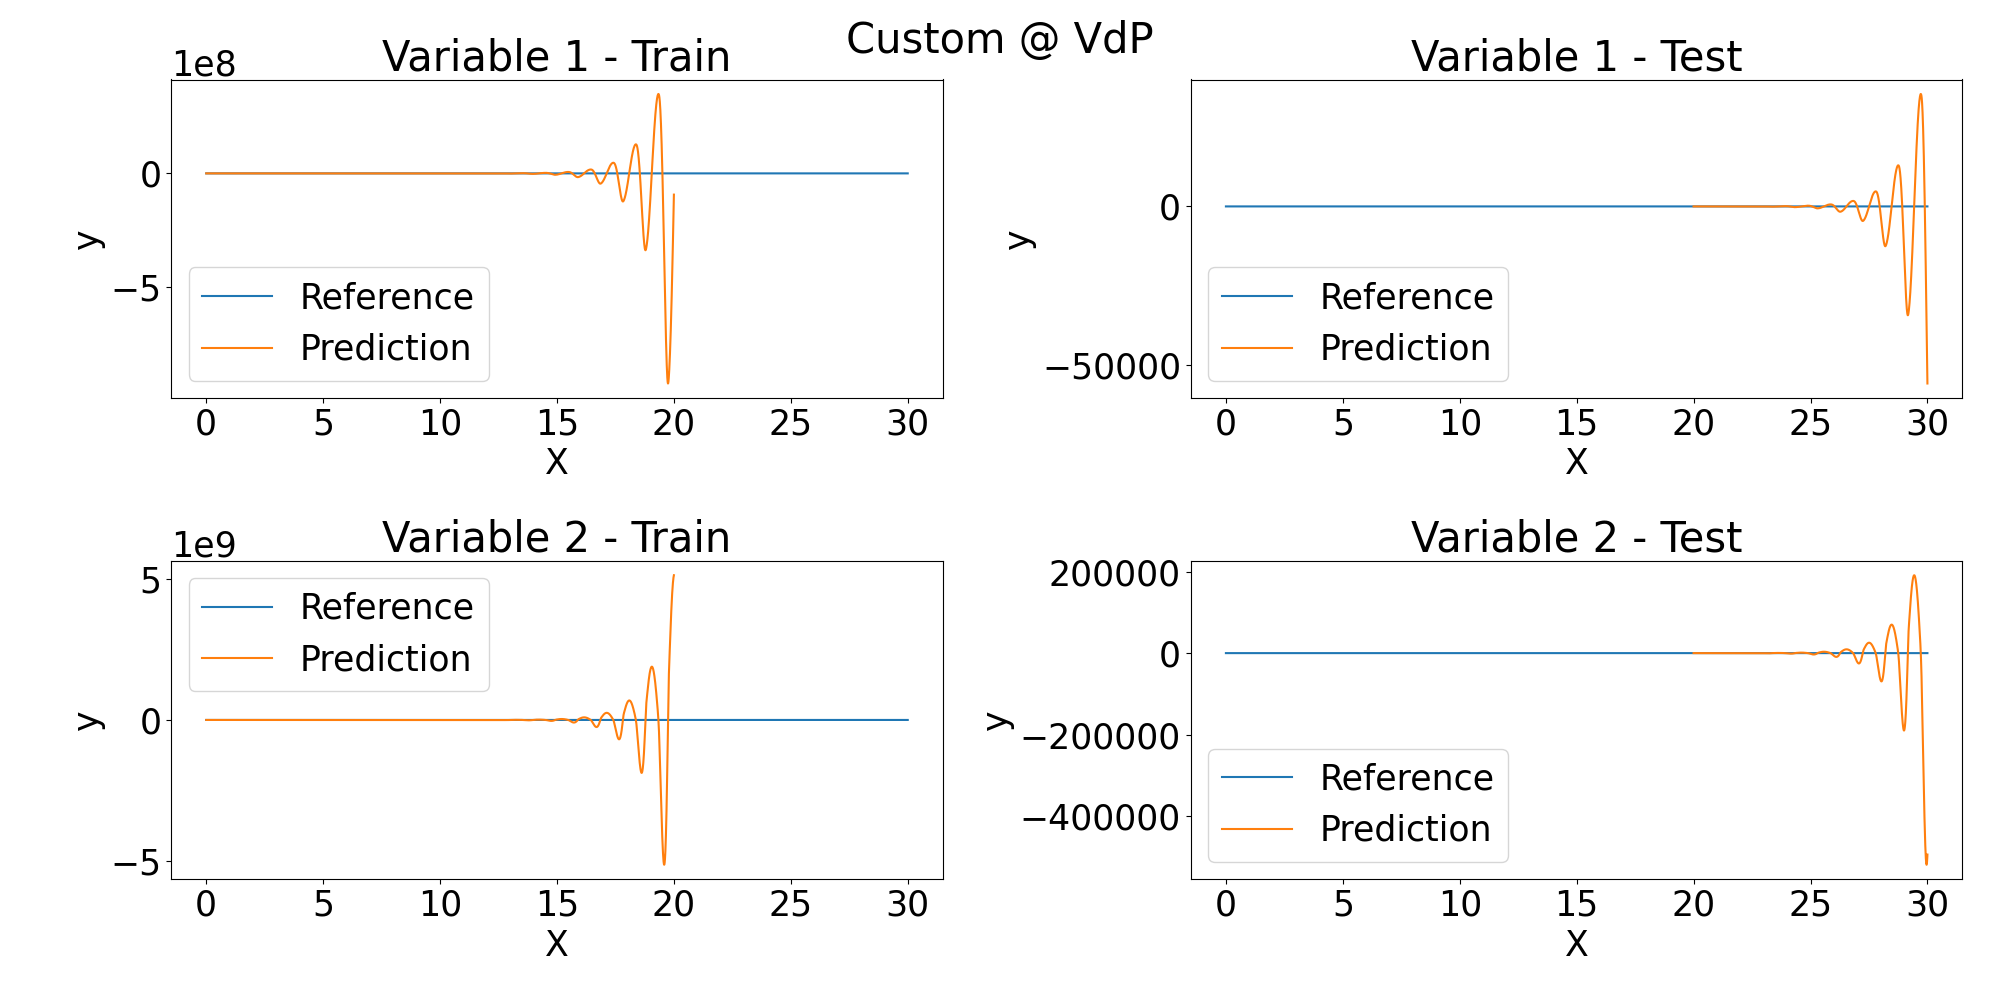 Custom @ VdP
Variable 1 - Train
1e8
0
−5
y
Reference
Prediction
0 5 10 15 20 25 30
X
Variable 1 - Test
0
−50000
y
Reference
Prediction
0 5 10 15 20 25 30
X
Variable 2 - Train
1e9
5
0
−5
y
Reference
Prediction
0 5 10 15 20 25 30
X
Variable 2 - Test
200000
0
−200000
−400000
y
Reference
Prediction
0 5 10 15 20 25 30
X